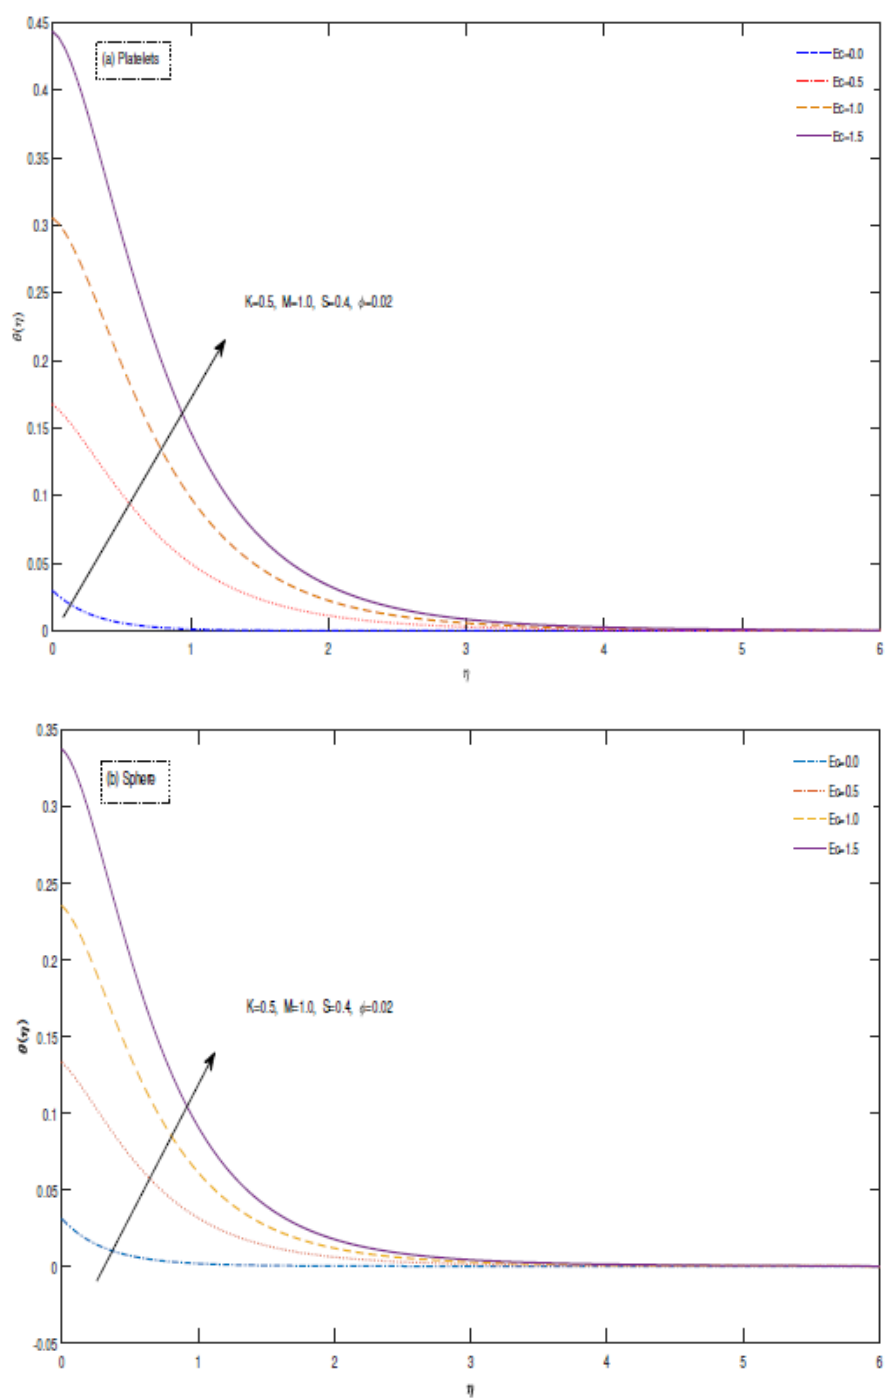 0.45
(a) Platelets
Ec=0.0
Ec=0.5
Ec=1.0
Ec=1.5
0.4
0.35
0.3
0.25
K=0.5, M=1.0, S=0.4, ϕ=0.02
θ(η)
0.2
0.15
0.1
0.05
0
0 1 2 3 4 5 6
η
0.35
(b) Sphere
Ec=0.0
Ec=0.5
Ec=1.0
Ec=1.5
0.3
0.25
0.2
K=0.5, M=1.0, S=0.4, ϕ=0.02
0.15
θ(η)
0.1
0.05
0
-0.05
0 1 2 3 4 5 6
η